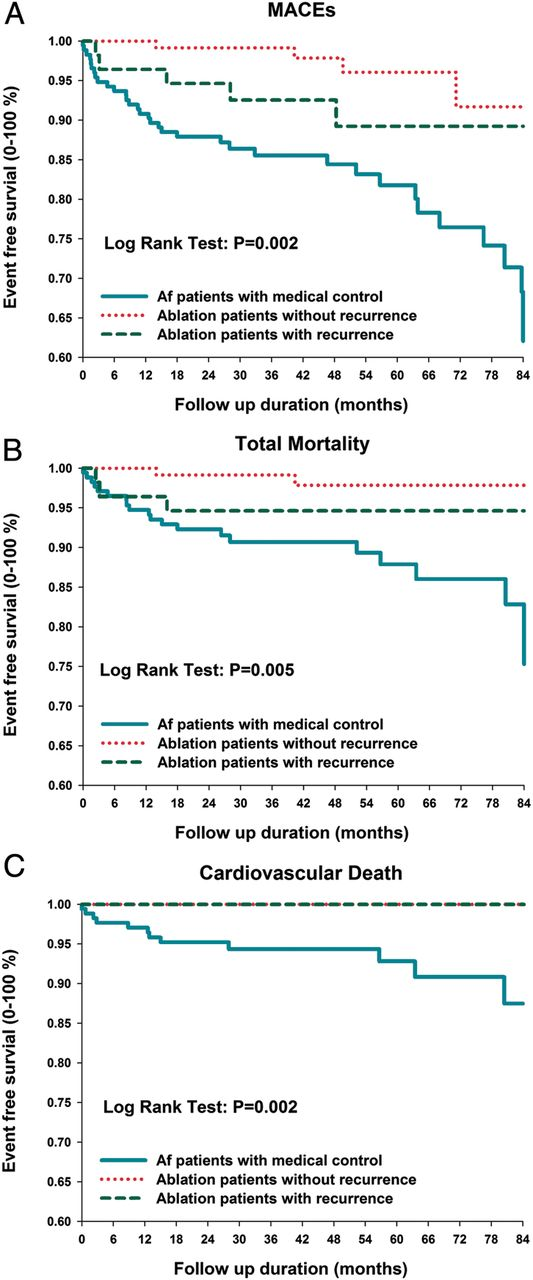 A
MACEs
Event free survial (0-100 %)
1.00
0.95
0.90
0.85
0.80
0.75
0.70
0.65
0.60
Log Rank Test: P=0.002
Af patients with medical control
Ablation patients without recurrence
Ablation patients with recurrence
0 6 12 18 24 30 36 42 48 54 60 66 72 78 84
Follow up duration (months)
B
Total Mortality
Event free survial (0-100 %)
1.00
0.95
0.90
0.85
0.80
0.75
0.70
0.65
0.60
Log Rank Test: P=0.005
Af patients with medical control
Ablation patients without recurrence
Ablation patients with recurrence
0 6 12 18 24 30 36 42 48 54 60 66 72 78 84
Follow up duration (months)
C
Cardiovascular Death
Event free survial (0-100 %)
1.00
0.95
0.90
0.85
0.80
0.75
0.70
0.65
0.60
Log Rank Test: P=0.002
Af patients with medical control
Ablation patients without recurrence
Ablation patients with recurrence
0 6 12 18 24 30 36 42 48 54 60 66 72 78 84
Follow up duration (months)